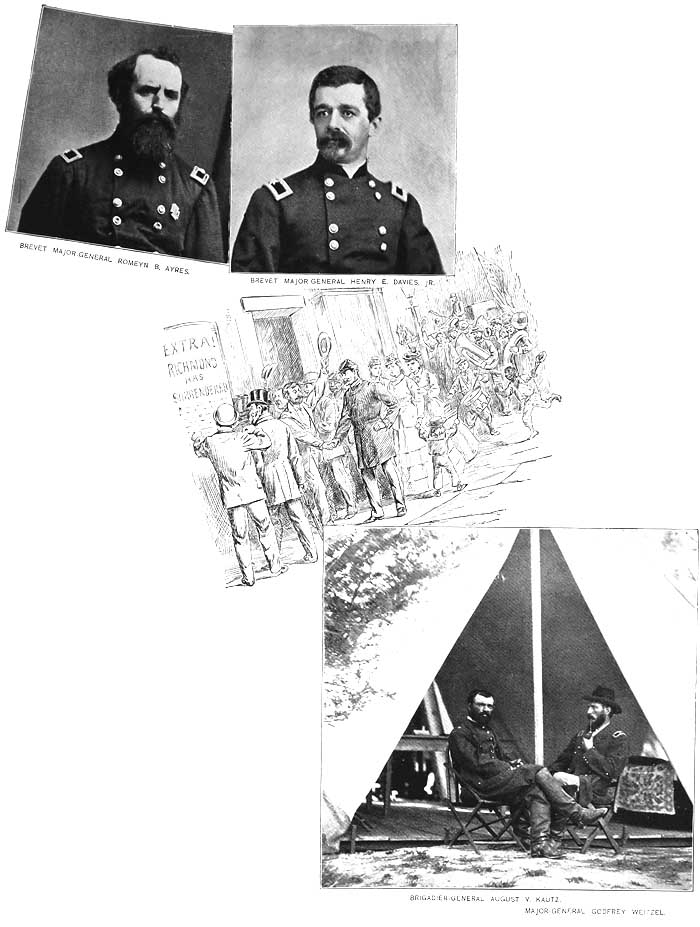 BREVET MAJOR-GENERAL ROMEYN B. AYRES.
BREVET MAJOR-GENERAL HENRY E. DAVIES, JR.
EXTRA!
RICHMOND
HAS
SURRENDERED
BRIGADIER-GENERAL AUGUST V. KAUTZ.
MAJOR-GENERAL GODFREY WEITZEL.